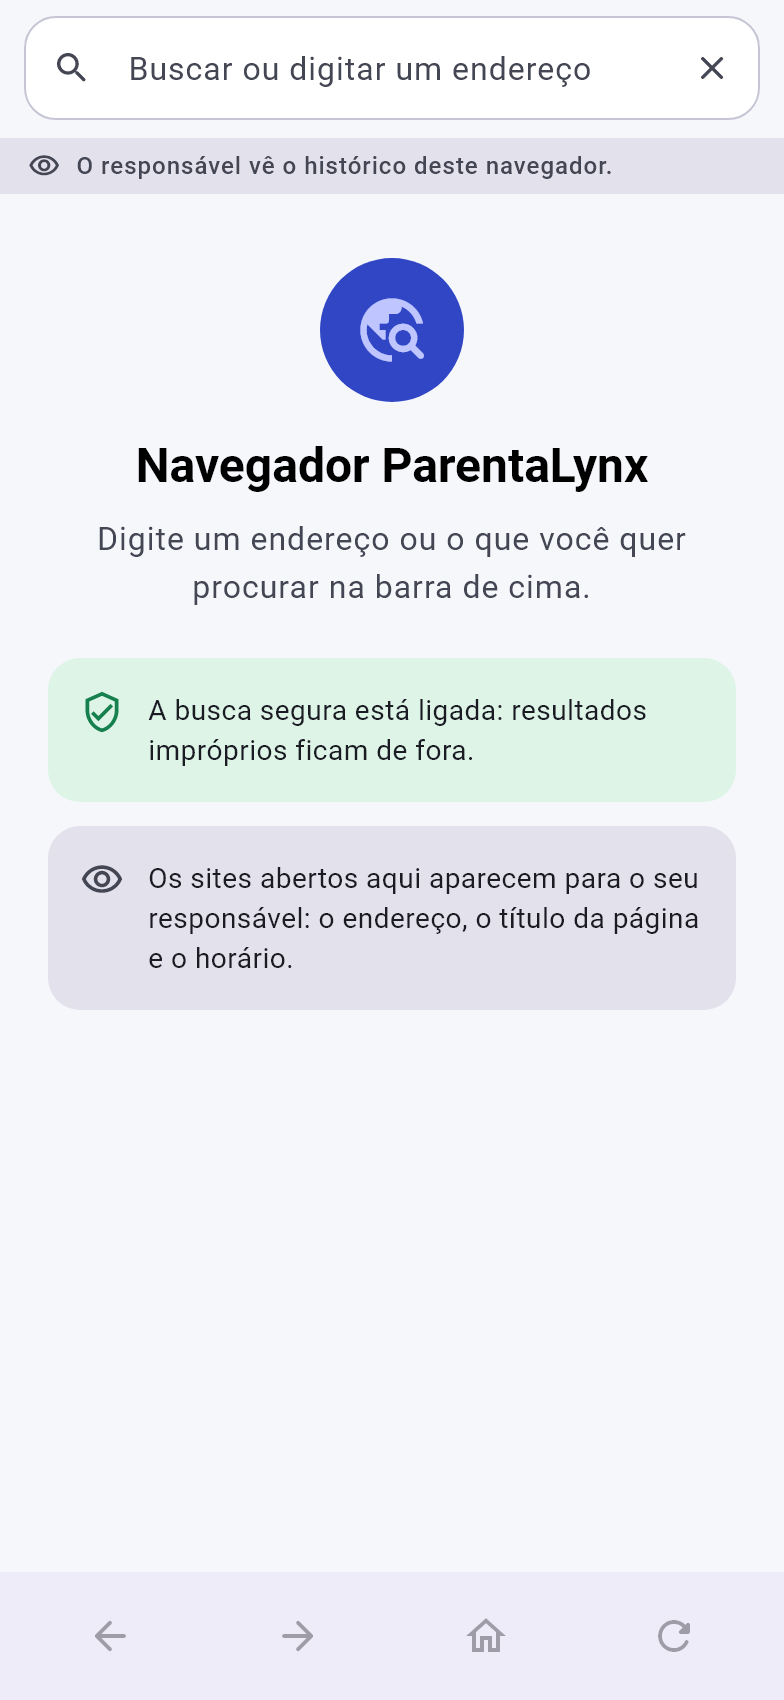 Buscar ou digitar um endereço
O responsável vê o histórico deste navegador.
Navegador ParentaLynx
Digite um endereço ou o que você quer
procurar na barra de cima.
A busca segura está ligada: resultados
impróprios ficam de fora.
Os sites abertos aqui aparecem para o seu
responsável: o endereço, o título da página
e o horário.